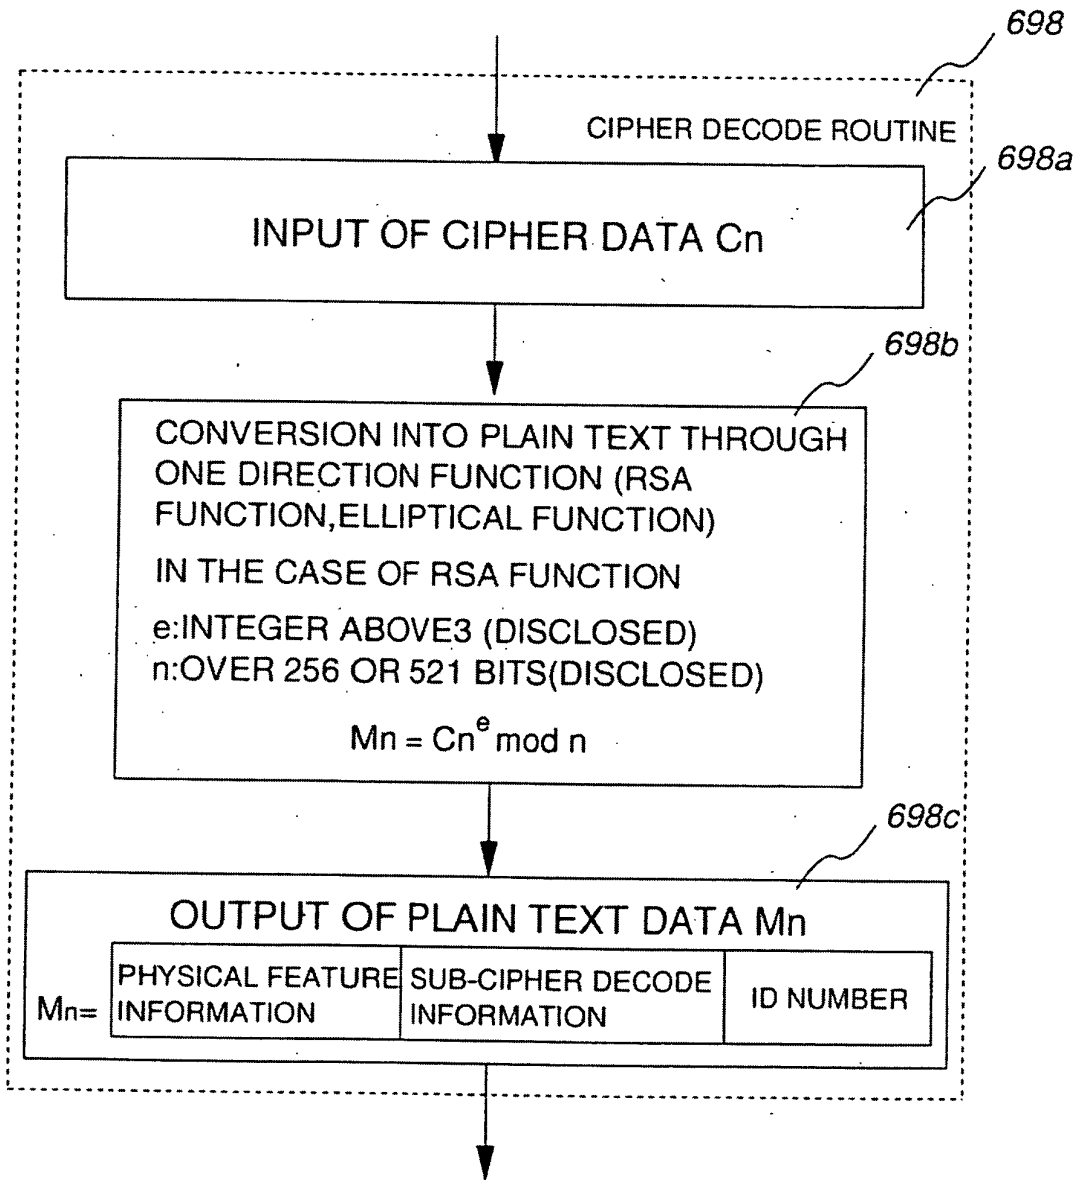 698
CIPHER DECODE ROUTINE
698a
INPUT OF CIPHER DATA Cn
698b
CONVERSION INTO PLAIN TEXT THROUGH
ONE DIRECTION FUNCTION (RSA
FUNCTION,ELLIPTICAL FUNCTION)
IN THE CASE OF RSA FUNCTION
e:INTEGER ABOVE3 (DISCLOSED)
n:OVER 256 OR 521 BITS(DISCLOSED)
Mn = Cn^e mod n
698c
OUTPUT OF PLAIN TEXT DATA Mn
Mn=
PHYSICAL FEATURE
INFORMATION
SUB-CIPHER DECODE
INFORMATION
ID NUMBER